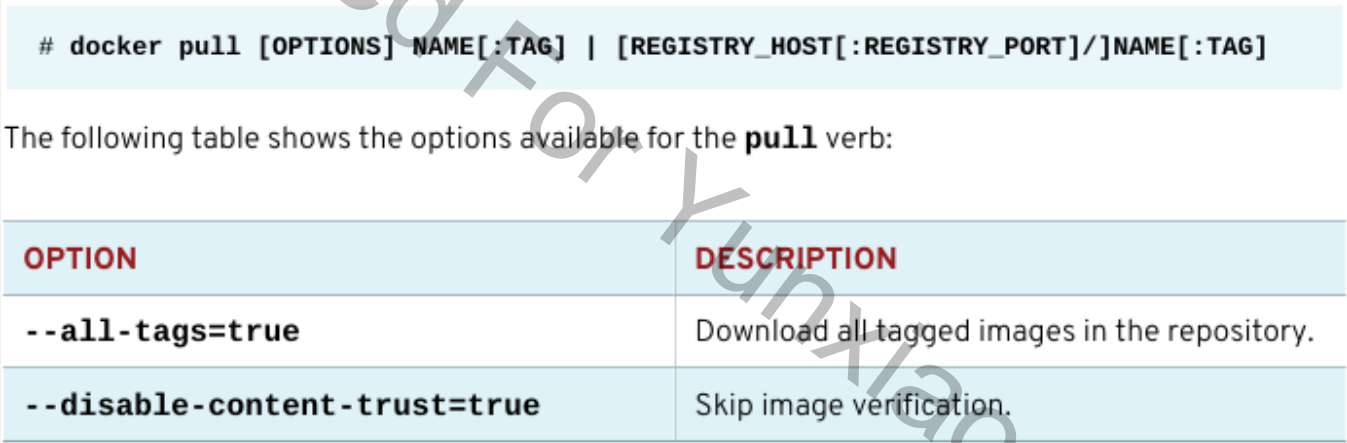 # docker pull [OPTIONS] NAME[:TAG] | [REGISTRY_HOST[:REGISTRY_PORT]/]NAME[:TAG]
The following table shows the options available for the pull verb:
OPTION DESCRIPTION
--all-tags=true Download all tagged images in the repository.
--disable-content-trust=true Skip image verification.
For Yunxiao